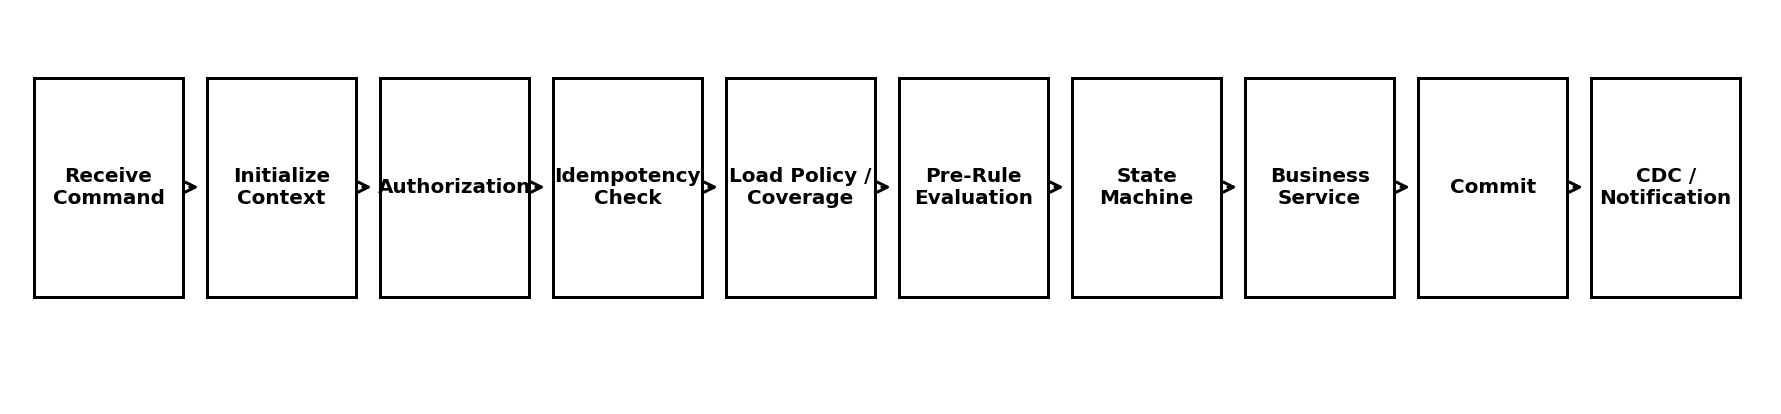 Receive
Command
Initialize
Context
Authorization
Idempotency
Check
Load Policy /
Coverage
Pre-Rule
Evaluation
State
Machine
Business
Service
Commit
CDC /
Notification